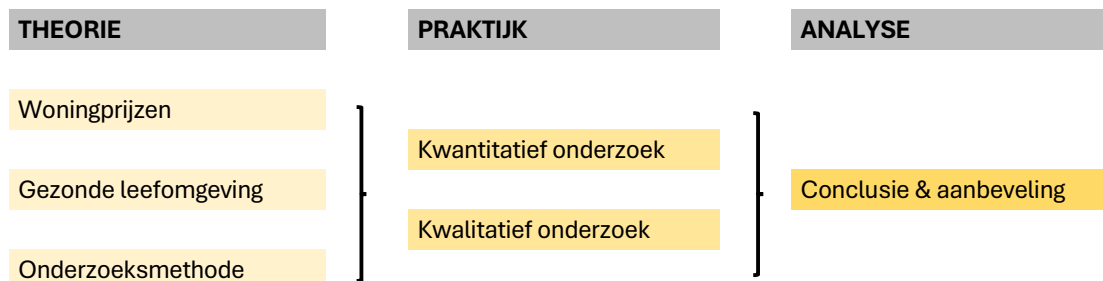 THEORIE
PRAKTIJK
ANALYSE
Woningprijzen
Kwantitatief onderzoek
Gezonde leefomgeving
Conclusie & aanbeveling
Kwalitatief onderzoek
Onderzoeksmethode